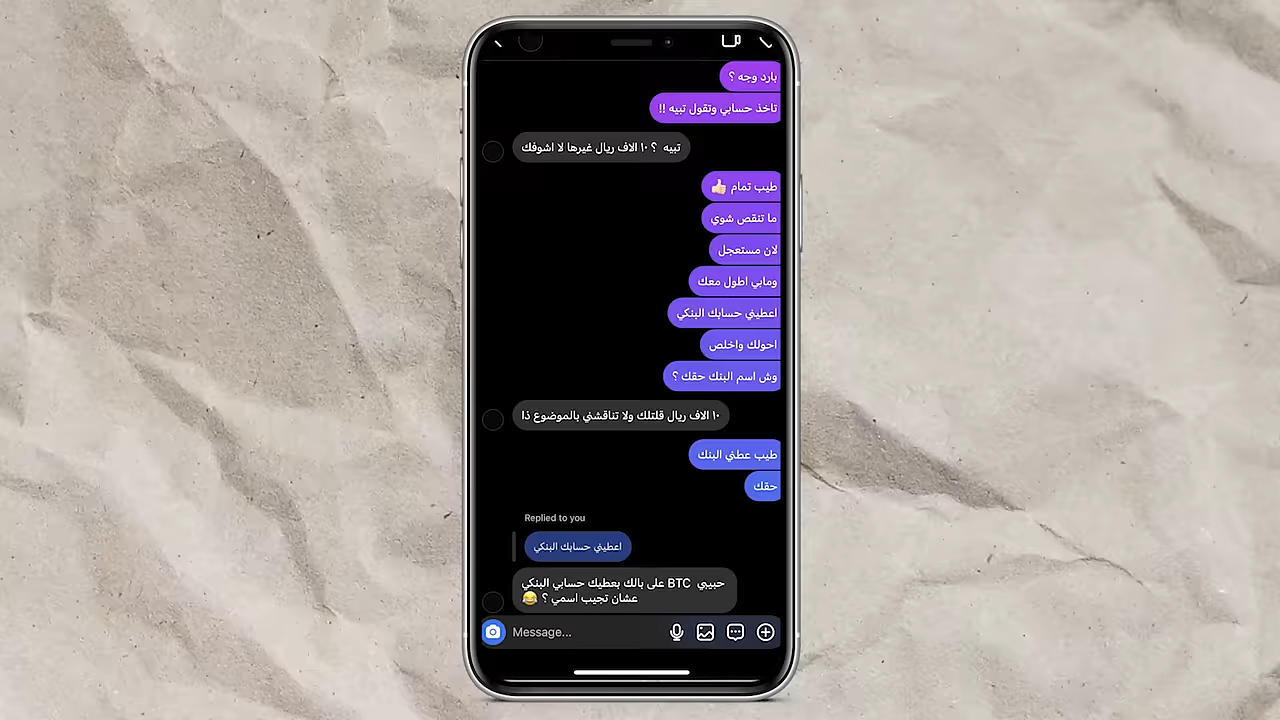 بارد وجه ؟
تاخذ حسابي وتقول تبيه !!
تبيه ؟ ١٠ الاف ريال غيرها لا اشوفك
طيب تمام 👍🏻
ما تنقص شوي
لان مستعجل
ومابي اطول معك
اعطيني حسابك البنكي
احولك واخلص
وش اسم البنك حقك ؟
١٠ الاف ريال قلتلك ولا تناقشني بالموضوع ذا
طيب عطني البنك
حقك
Replied to you
اعطيني حسابك البنكي
حبيبي BTC على بالك بعطيك حسابي البنكي
عشان تجيب اسمي ؟ 😂
Message...